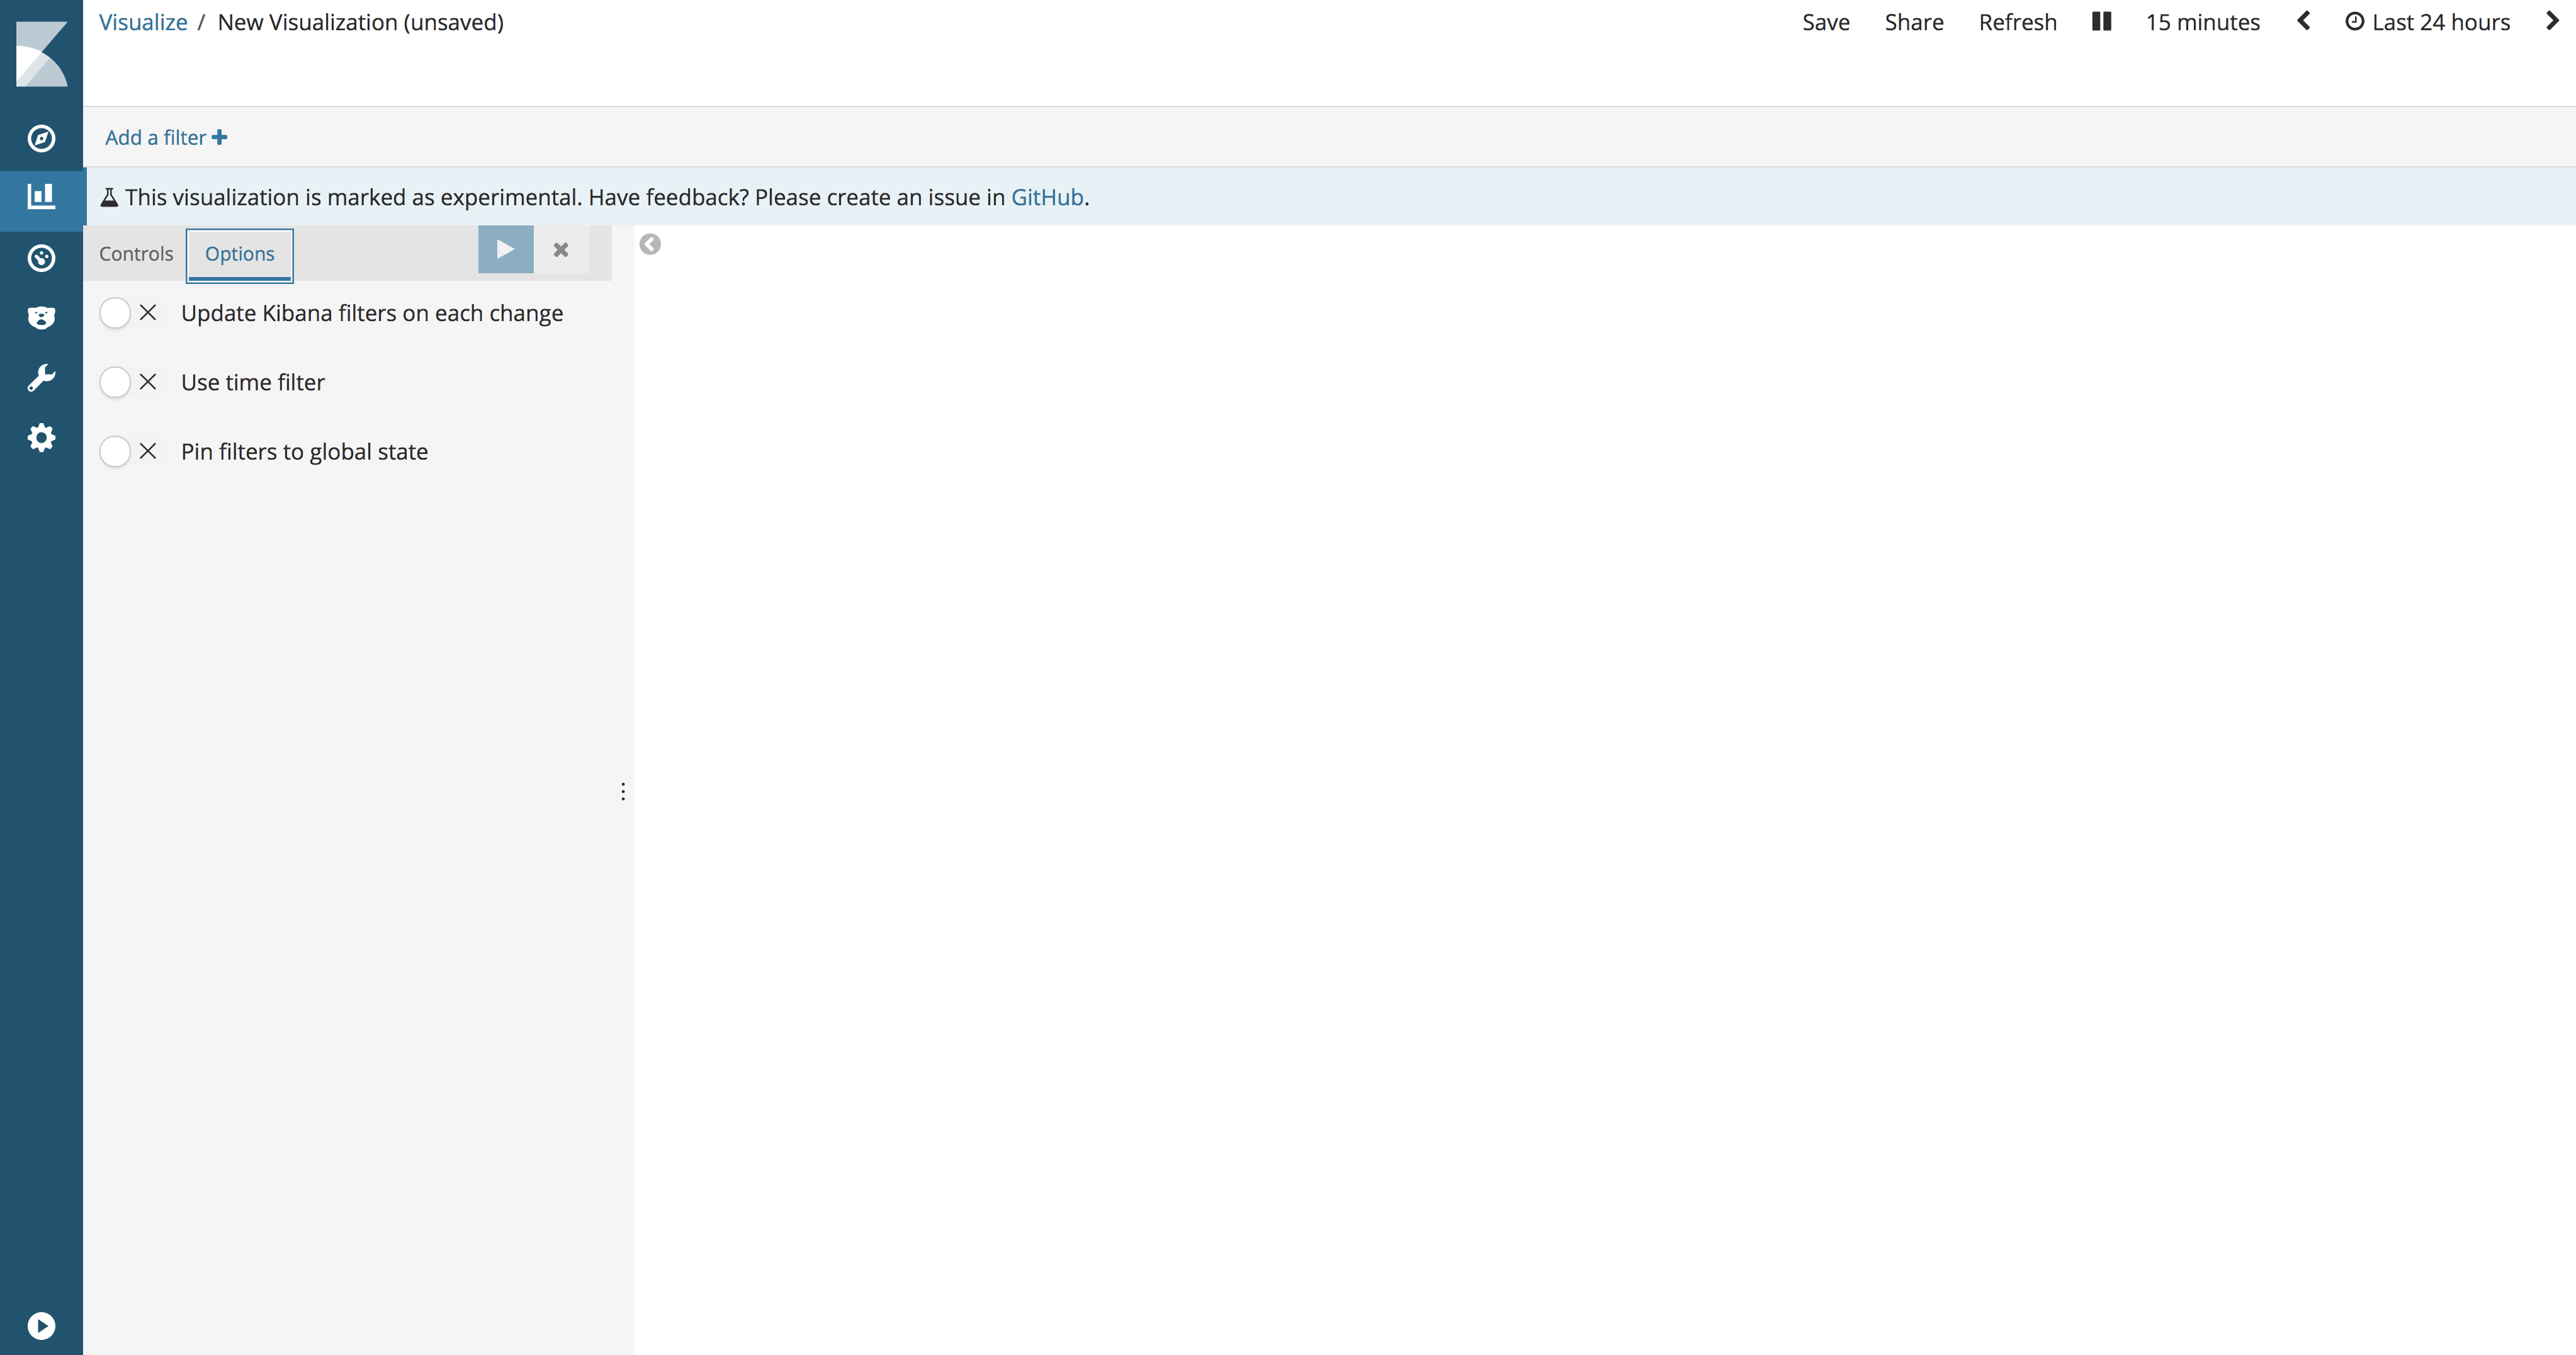 Visualize / New Visualization (unsaved)
Save Share Refresh 15 minutes Last 24 hours
Add a filter
This visualization is marked as experimental. Have feedback? Please create an issue in GitHub.
Controls Options
Update Kibana filters on each change
Use time filter
Pin filters to global state